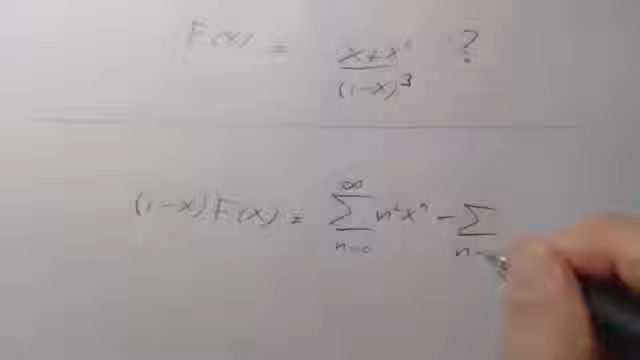 F(x) = (x+x²)/(1-x)³ ?
(1-x)F(x) = ∑_{n=0}^{∞} n²xⁿ - ∑_{n-}